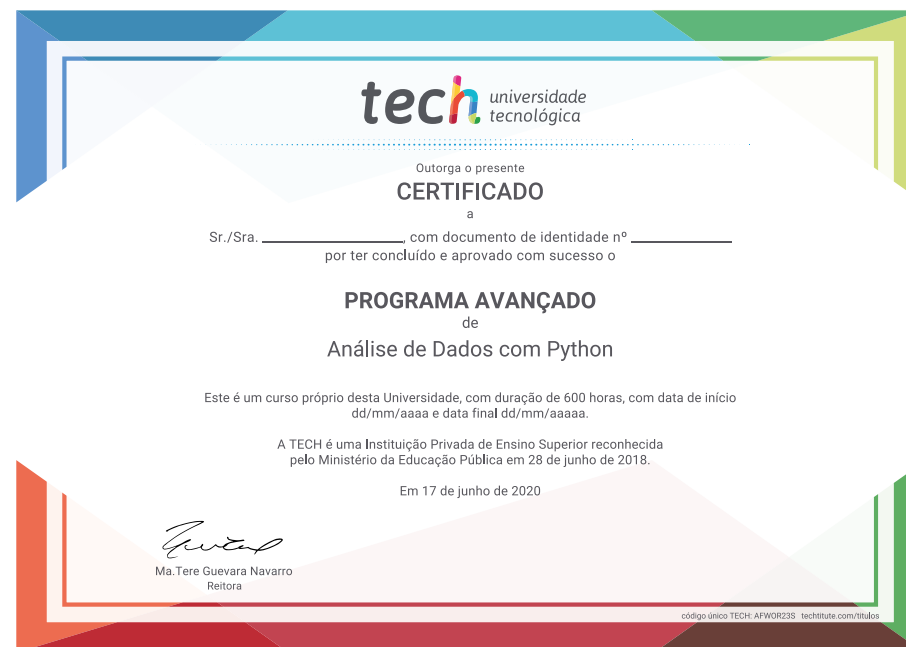 tech universidade
tecnológica
Outorga o presente
CERTIFICADO
a
Sr./Sra. ____________, com documento de identidade nº ____________
por ter concluído e aprovado com sucesso o
PROGRAMA AVANÇADO
de
Análise de Dados com Python
Este é um curso próprio desta Universidade, com duração de 600 horas, com data de início
dd/mm/aaaa e data final dd/mm/aaaaa.
A TECH é uma Instituição Privada de Ensino Superior reconhecida
pelo Ministério da Educação Pública em 28 de junho de 2018.
Em 17 de junho de 2020
Ma.Tere Guevara Navarro
Reitora
código único TECH: AFWOR23S techtitute.com/titulos